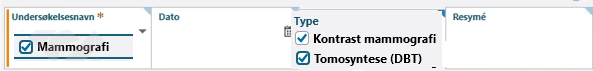 Undersøkelsesnavn *
Mammografi
Dato
Type
Kontrast mammografi
Tomosyntese (DBT)
Resymé